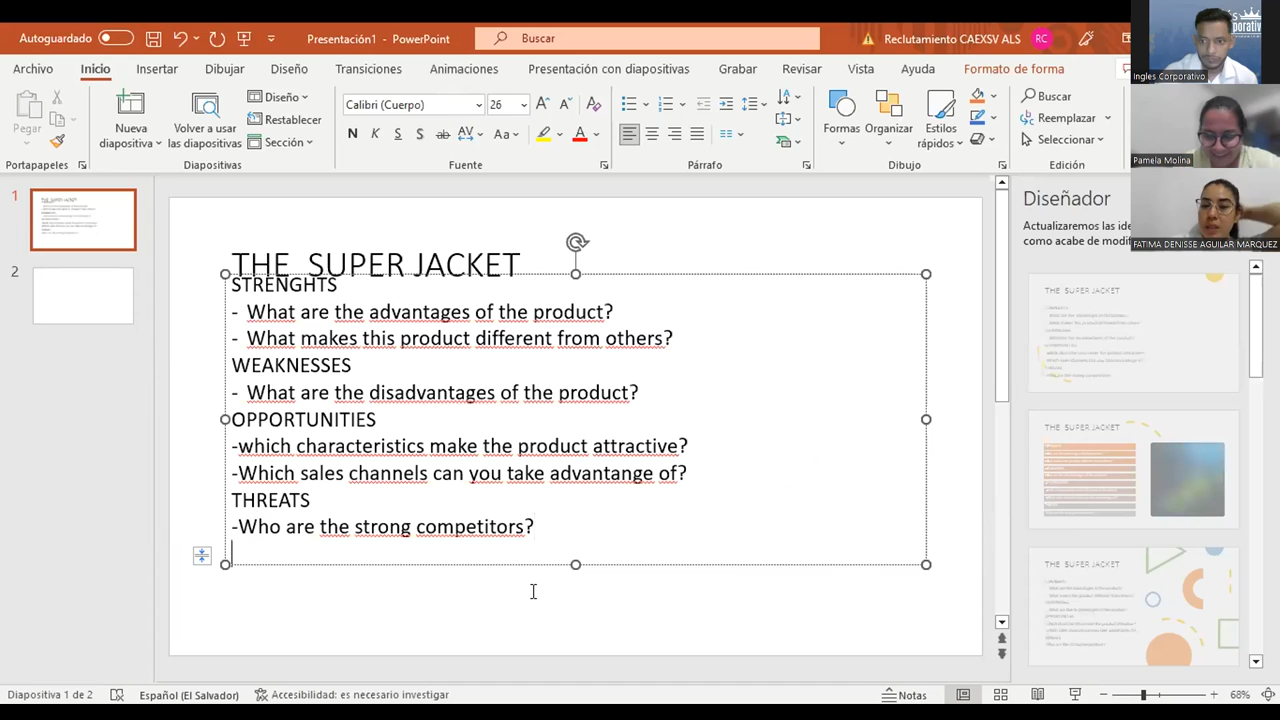 Autoguardado
Presentación1 - PowerPoint
Buscar
Reclutamiento CAEXSV ALS
RC
Archivo
Inicio
Insertar
Dibujar
Diseño
Transiciones
Animaciones
Presentación con diapositivas
Grabar
Revisar
Vista
Ayuda
Formato de forma
Pegar
Nueva diapositiva
Volver a usar las diapositivas
Diseño
Restablecer
Sección
Calibri (Cuerpo)
26
N
K
S
S
ab
AV
Aa
A
Formas
Organizar
Estilos rápidos
Buscar
Reemplazar
Seleccionar
Portapapeles
Diapositivas
Fuente
Párrafo
Dibujo
Edición
Ingles Corporativo
Pamela Molina
FATIMA DENISSE AGUILAR MARQUEZ
1
2
THE SUPER JACKET
STRENGHTS
- What are the advantages of the product?
- What makes this product different from others?
WEAKNESSES
- What are the disadvantages of the product?
OPPORTUNITIES
-which characteristics make the product attractive?
-Which sales channels can you take advantange of?
THREATS
-Who are the strong competitors?
Diseñador
Actualizaremos las ide
como acabe de modif
THE SUPER JACKET
THE SUPER JACKET
THE SUPER JACKET
Diapositiva 1 de 2
Español (El Salvador)
Accesibilidad: es necesario investigar
Notas
68%